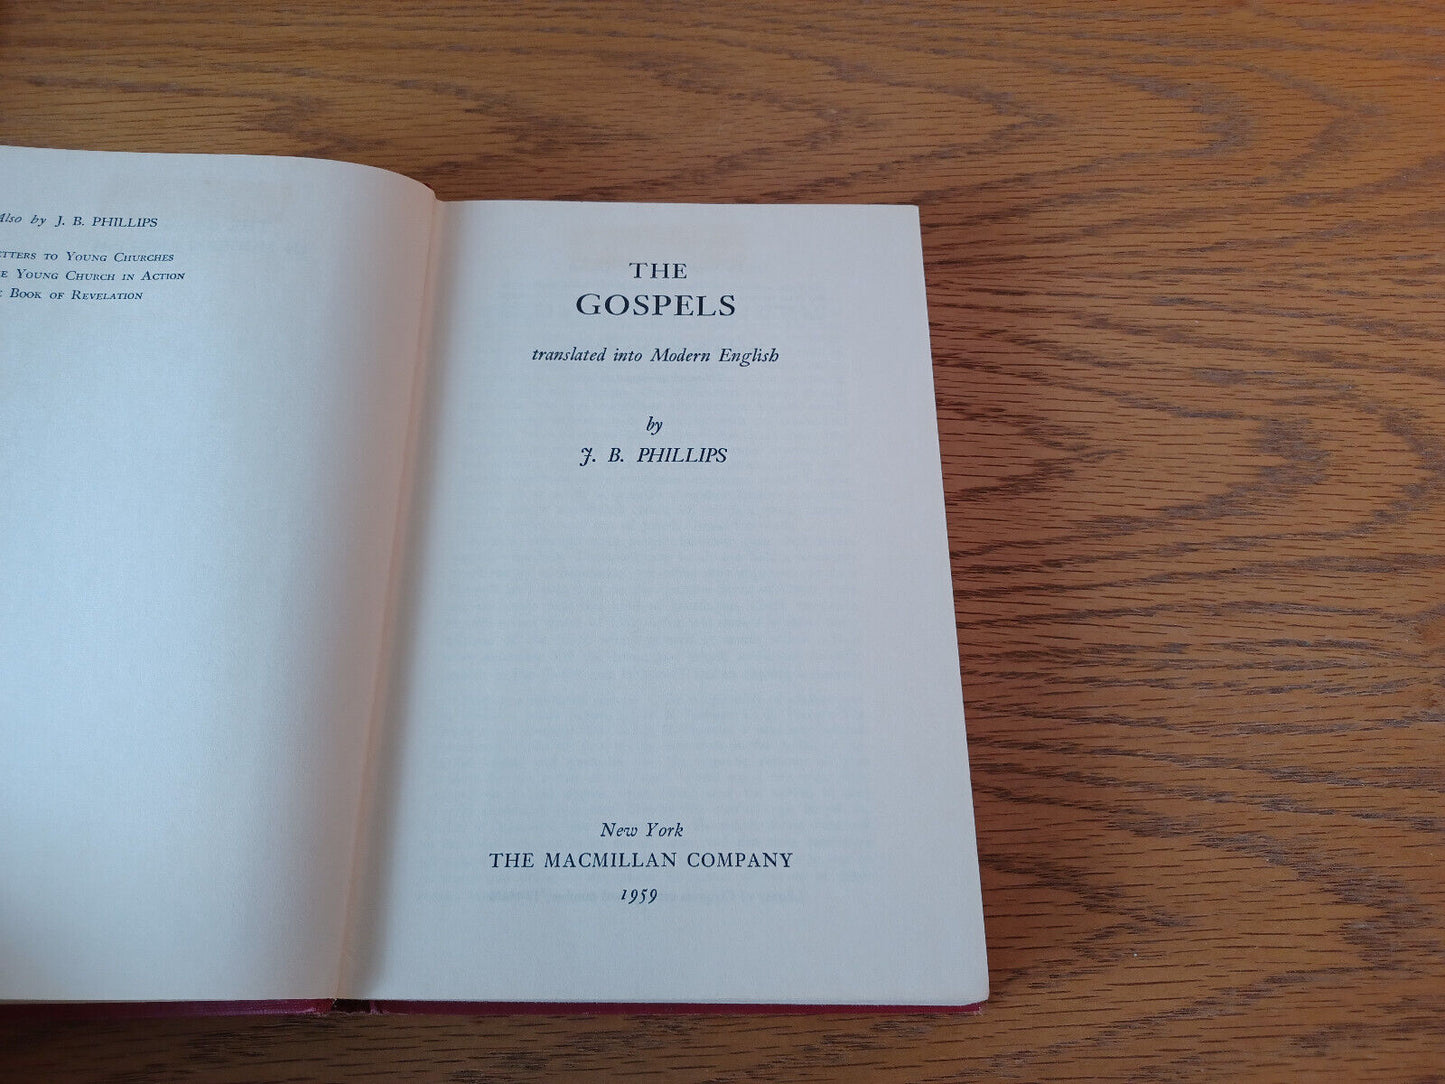 Also by J. B. PHILLIPS
ETTERS TO YOUNG CHURCHES
E YOUNG CHURCH IN ACTION
BOOK OF REVELATION
THE
GOSPELS
translated into Modern English
by
J. B. PHILLIPS
New York
THE MACMILLAN COMPANY
1959